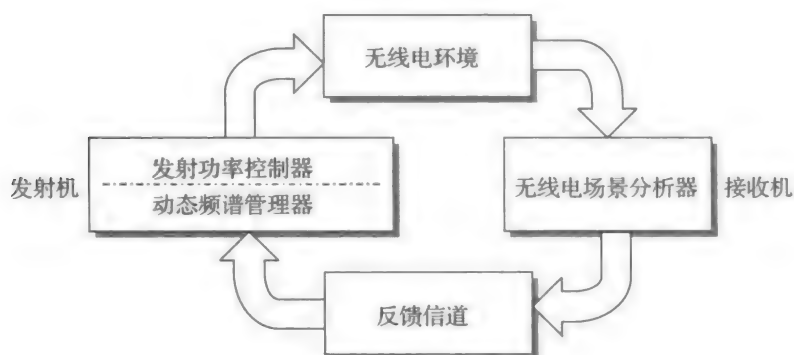 无线电环境
发射机
发射功率控制器
动态频谱管理器
无线电场景分析器
接收机
反馈信道